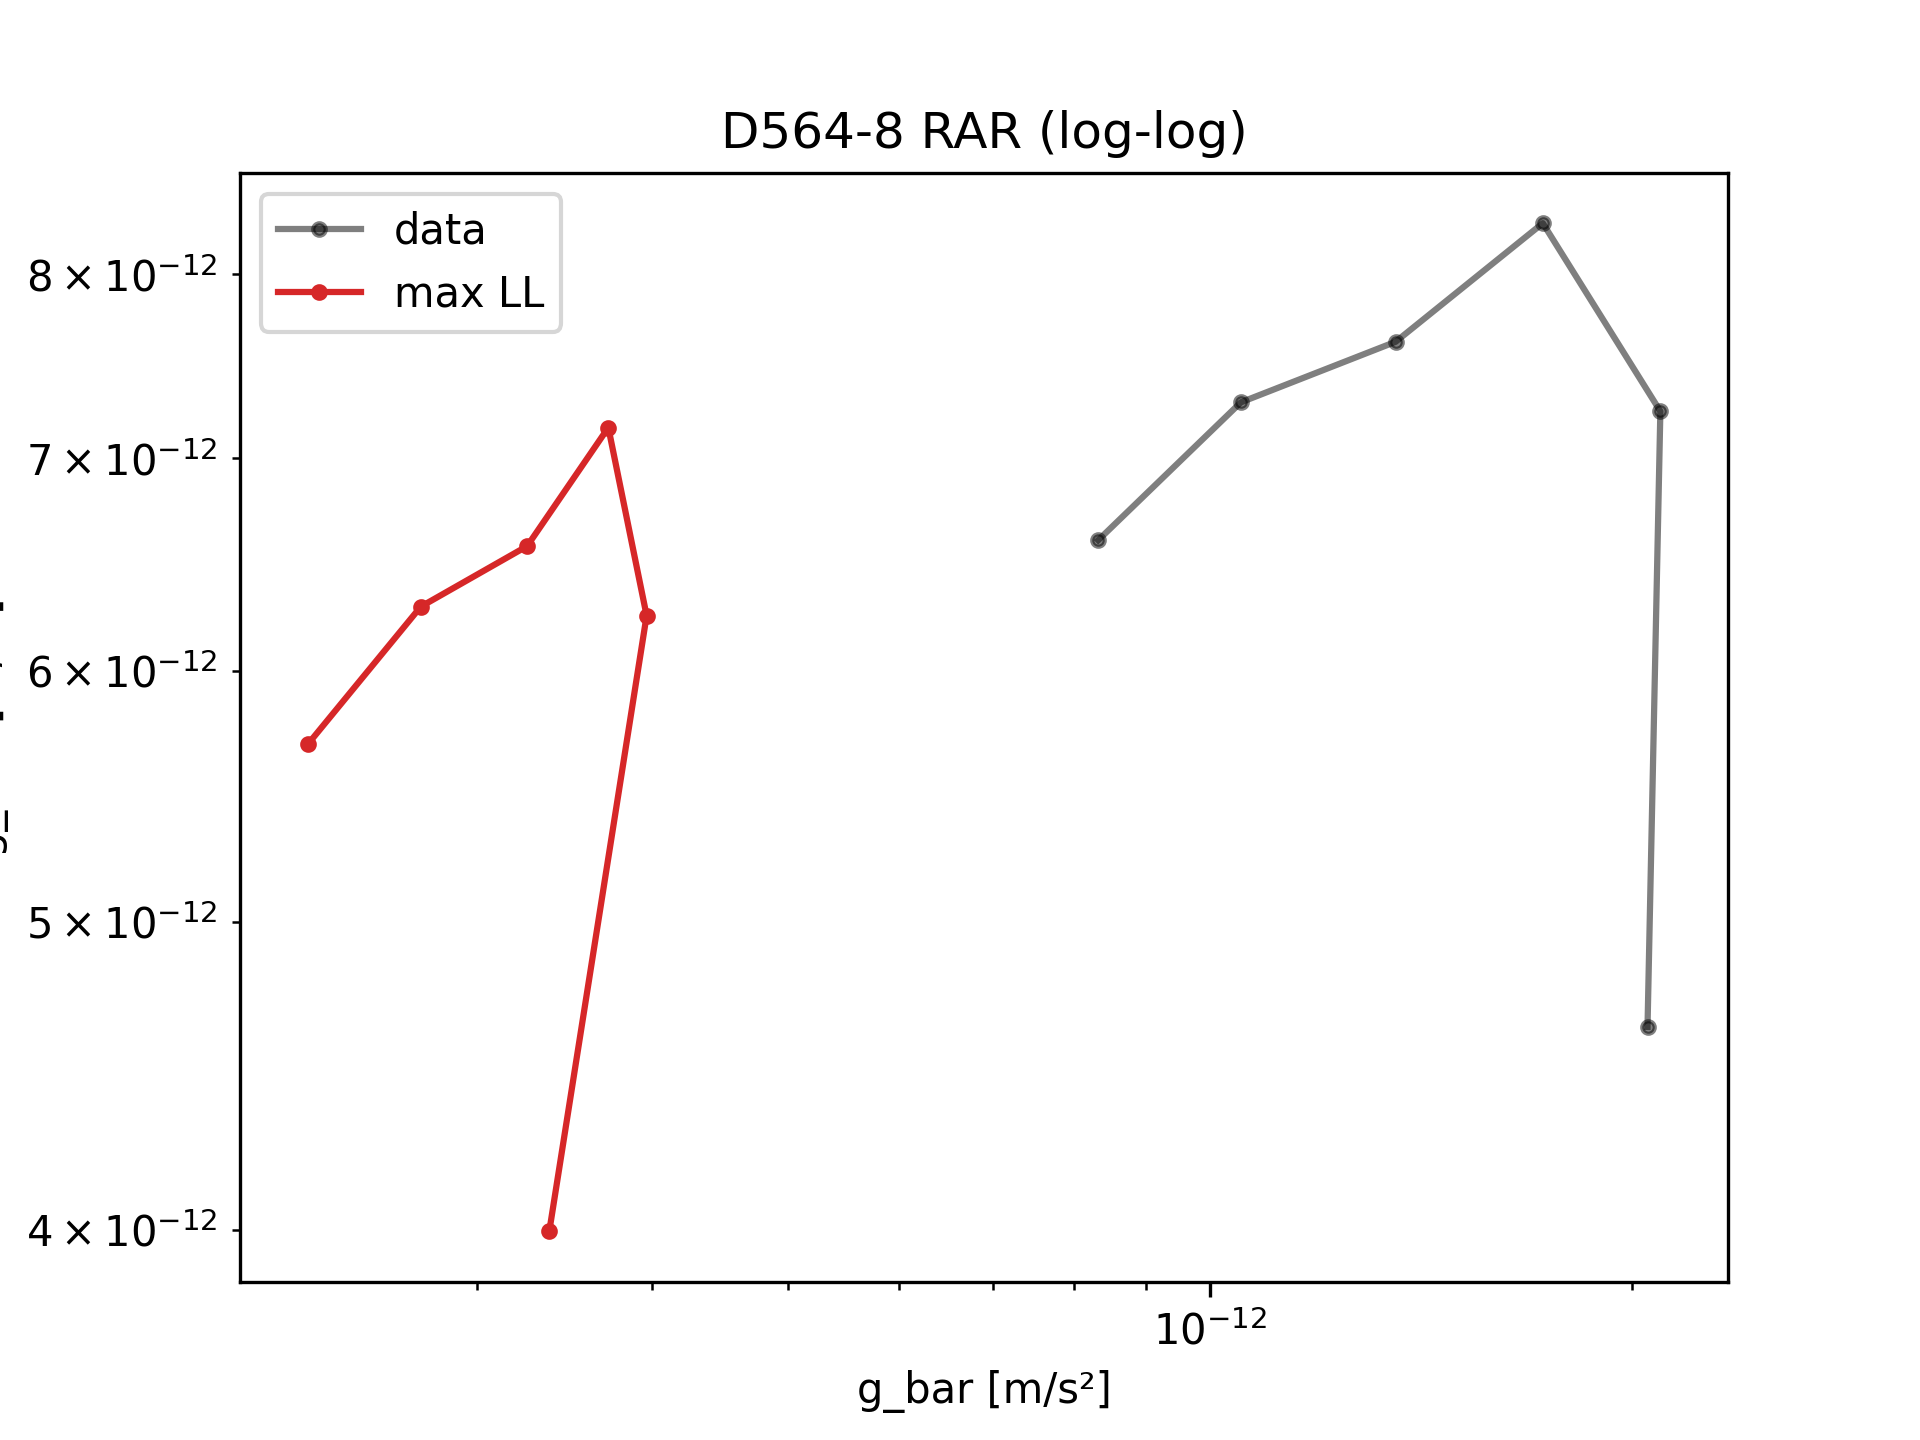 D564-8 RAR (log-log)
data
max LL
8 × 10⁻¹²
7 × 10⁻¹²
6 × 10⁻¹²
5 × 10⁻¹²
4 × 10⁻¹²
10⁻¹²
g_bar [m/s²]